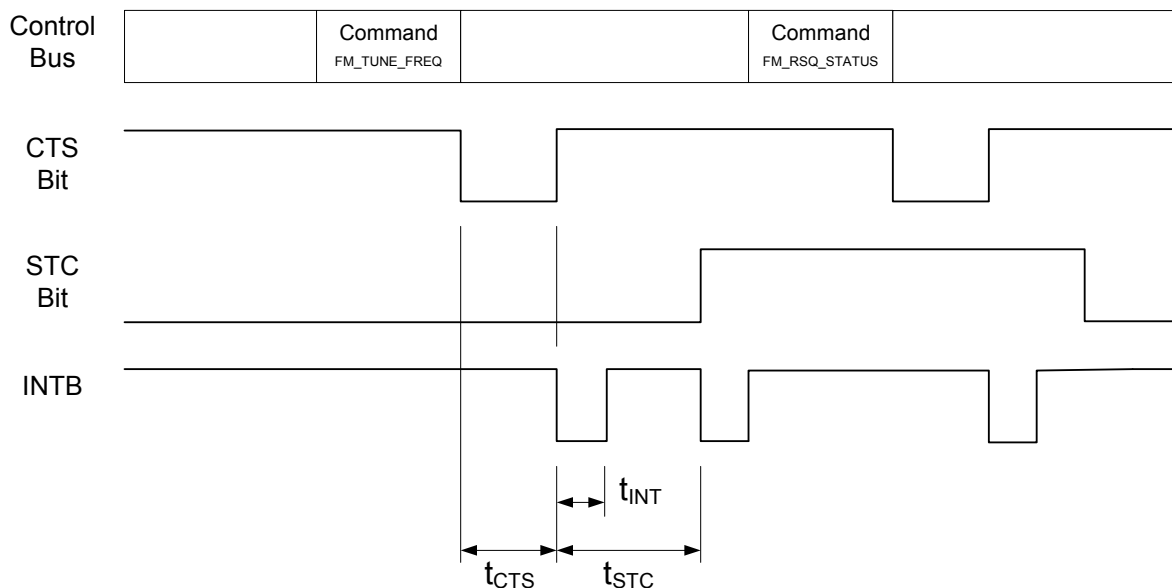 Control
Bus
Command
FM_TUNE_FREQ
Command
FM_RSQ_STATUS
CTS
Bit
STC
Bit
INTB
tINT
tCTS
tSTC